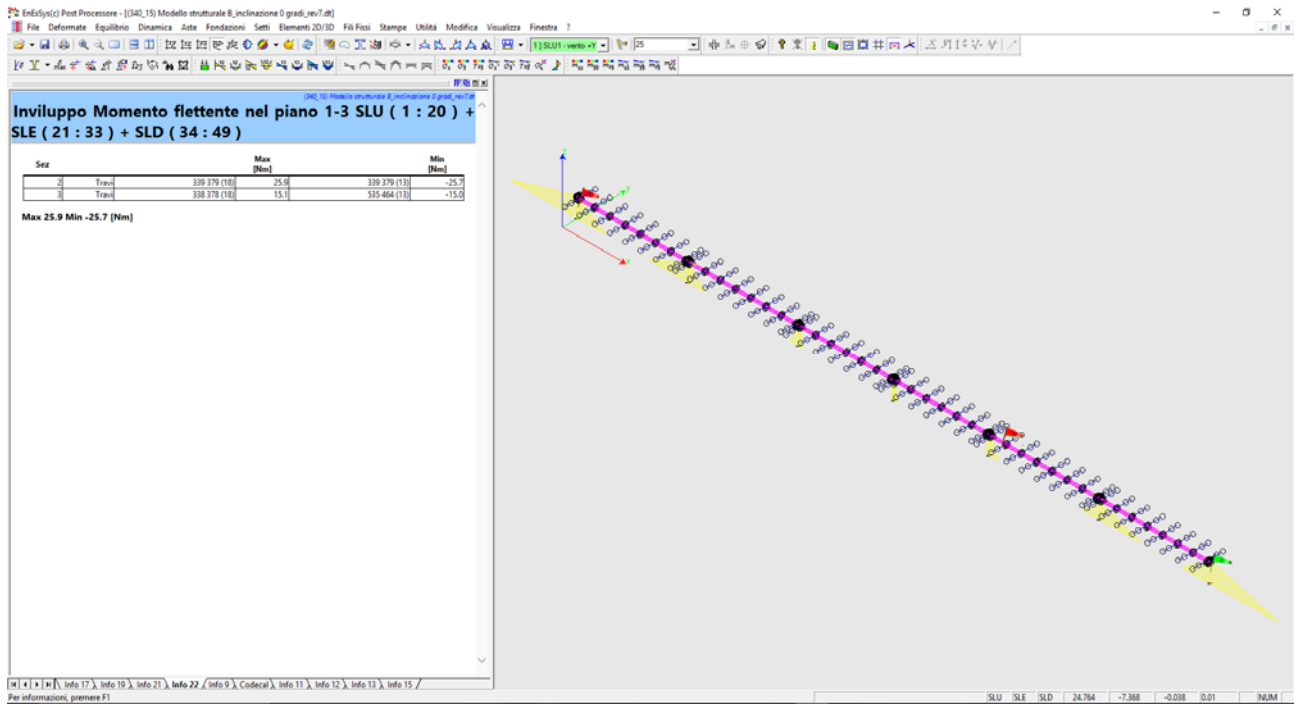 EnExSys(c) Post Processore - [(340_15) Modello strutturale B_inclinazione 0 gradi_rev7.dt]
File Deformate Equilibrio Dinamica Aste Fondazioni Setti Elementi 2D/3D Fili Fissi Stampe Utilità Modifica Visualizza Finestra ?
1] SLU1 - vento +Y 25
(340_15) Modello strutturale B_inclinazione 0 gradi_rev7.dt
Inviluppo Momento flettente nel piano 1-3 SLU ( 1 : 20 ) +
SLE ( 21 : 33 ) + SLD ( 34 : 49 )
Sez Max [Nm] Min [Nm]
2 Travi 339 379 (18) 25.9 339 379 (13) -25.7
3 Travi 338 378 (18) 15.1 535 464 (13) -15.0
Max 25.9 Min -25.7 [Nm]
Z
Y
X
Info 17 Info 19 Info 21 Info 22 Info 9 Codecal Info 11 Info 12 Info 13 Info 15
Per informazioni, premere F1 SLU SLE SLD 24.764 -7.368 -0.038 0.01 NUM